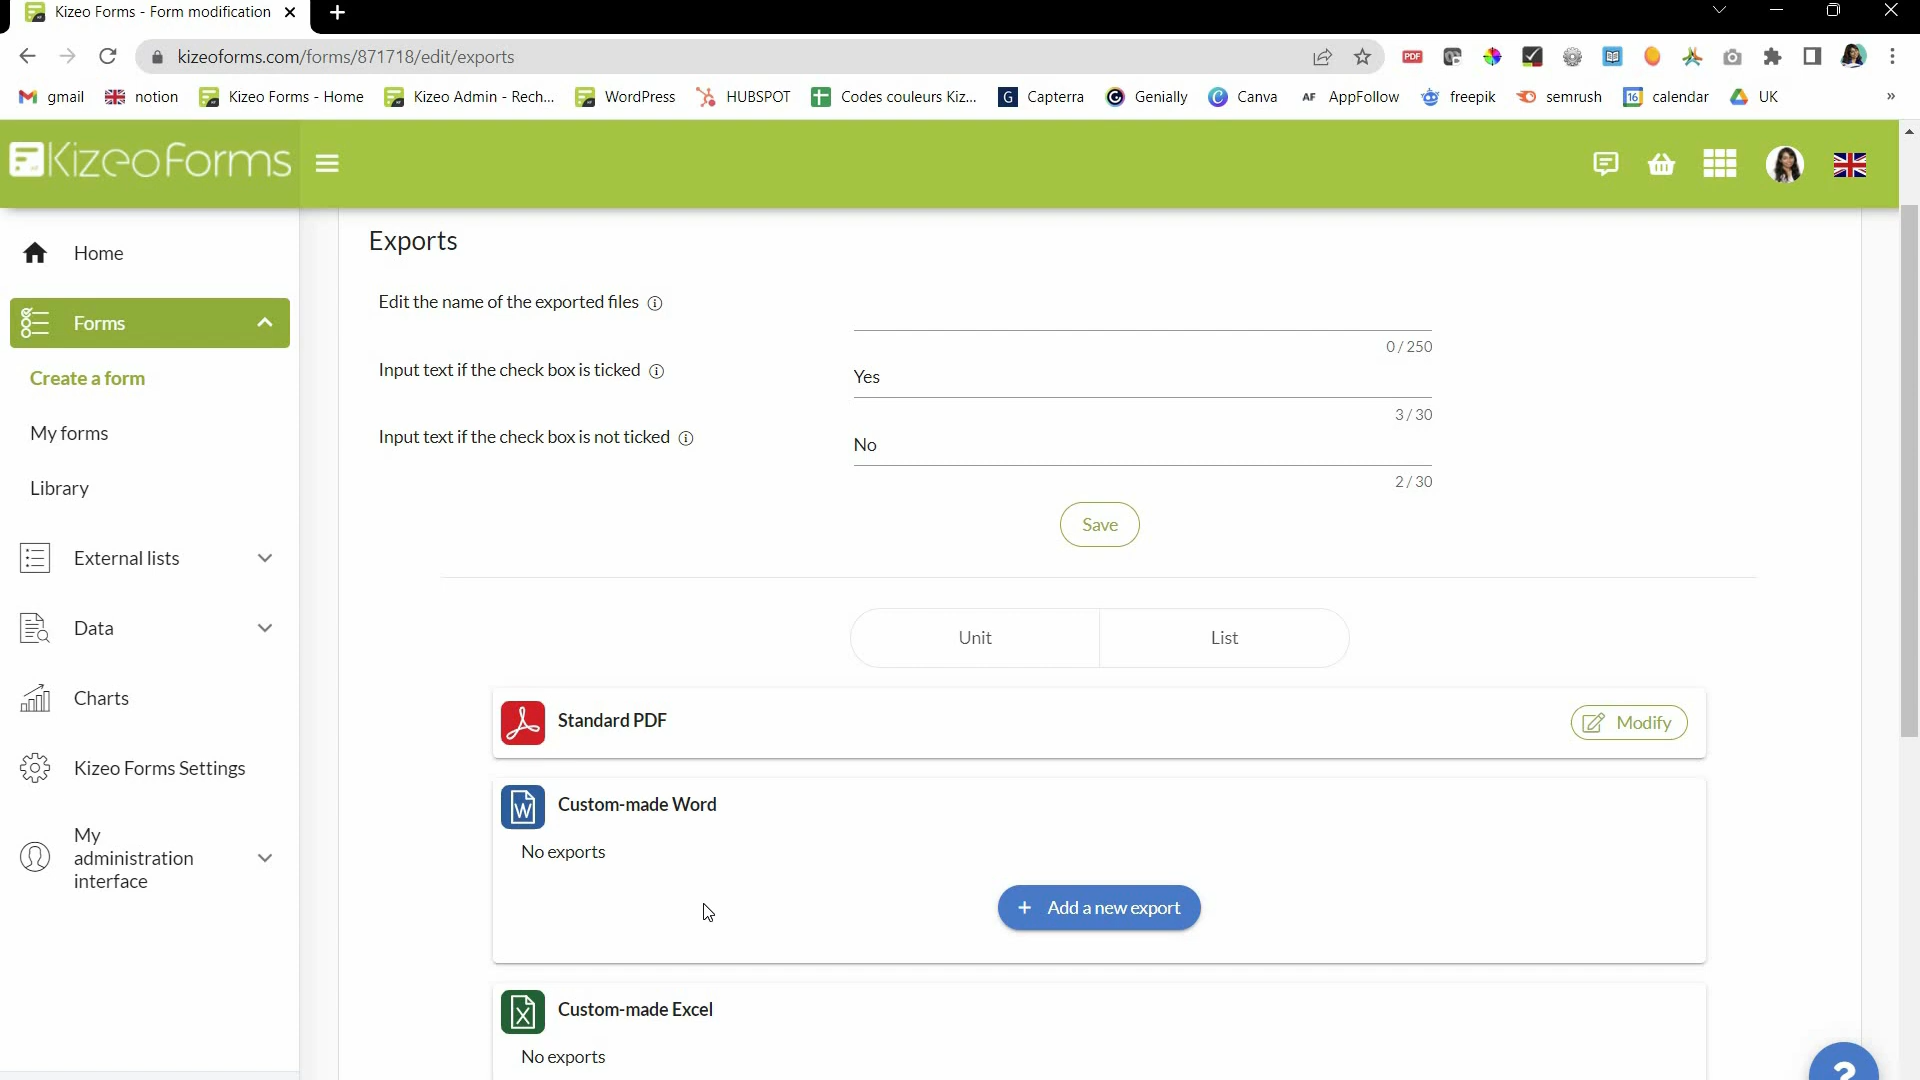 Kizeo Forms - Form modification
kizeoforms.com/forms/871718/edit/exports
PDF
gmail
notion
Kizeo Forms - Home
Kizeo Admin - Rech...
WordPress
HUBSPOT
Codes couleurs Kiz...
G
Capterra
Genially
Canva
AF
AppFollow
freepik
semrush
16
calendar
UK
»
Kizeo Forms
Home
Forms
Create a form
My forms
Library
External lists
Data
Charts
Kizeo Forms Settings
My
administration
interface
Exports
Edit the name of the exported files
0 / 250
Input text if the check box is ticked
Yes
3 / 30
Input text if the check box is not ticked
No
2 / 30
Save
Unit
List
Standard PDF
Modify
W
Custom-made Word
No exports
+ Add a new export
X
Custom-made Excel
No exports
?